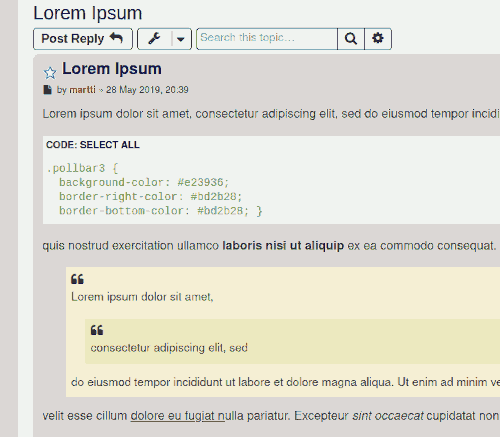 Lorem Ipsum
Post Reply Search this topic…
Lorem Ipsum
by martti » 28 May 2019, 20:39
Lorem ipsum dolor sit amet, consectetur adipiscing elit, sed do eiusmod tempor incidi
CODE: SELECT ALL
.pollbar3 {
background-color: #e23936;
border-right-color: #bd2b28;
border-bottom-color: #bd2b28; }
quis nostrud exercitation ullamco laboris nisi ut aliquip ex ea commodo consequat.
Lorem ipsum dolor sit amet,
consectetur adipiscing elit, sed
do eiusmod tempor incididunt ut labore et dolore magna aliqua. Ut enim ad minim ve
velit esse cillum dolore eu fugiat nulla pariatur. Excepteur sint occaecat cupidatat non